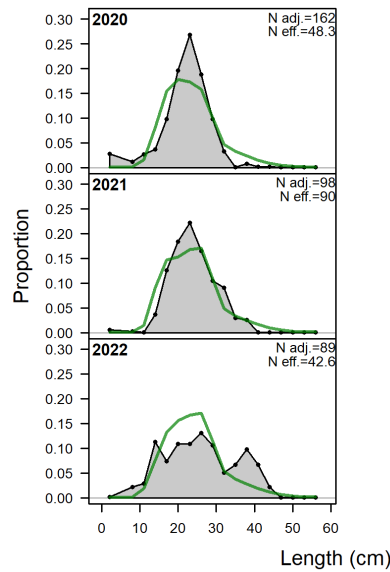 2020
N adj.=162
N eff.=48.3
0.30
0.25
0.20
0.15
0.10
0.05
0.00
2021
N adj.=98
N eff.=90
0.30
0.25
0.20
0.15
0.10
0.05
0.00
Proportion
2022
N adj.=89
N eff.=42.6
0.30
0.25
0.20
0.15
0.10
0.05
0.00
0 10 20 30 40 50 60
Length (cm)